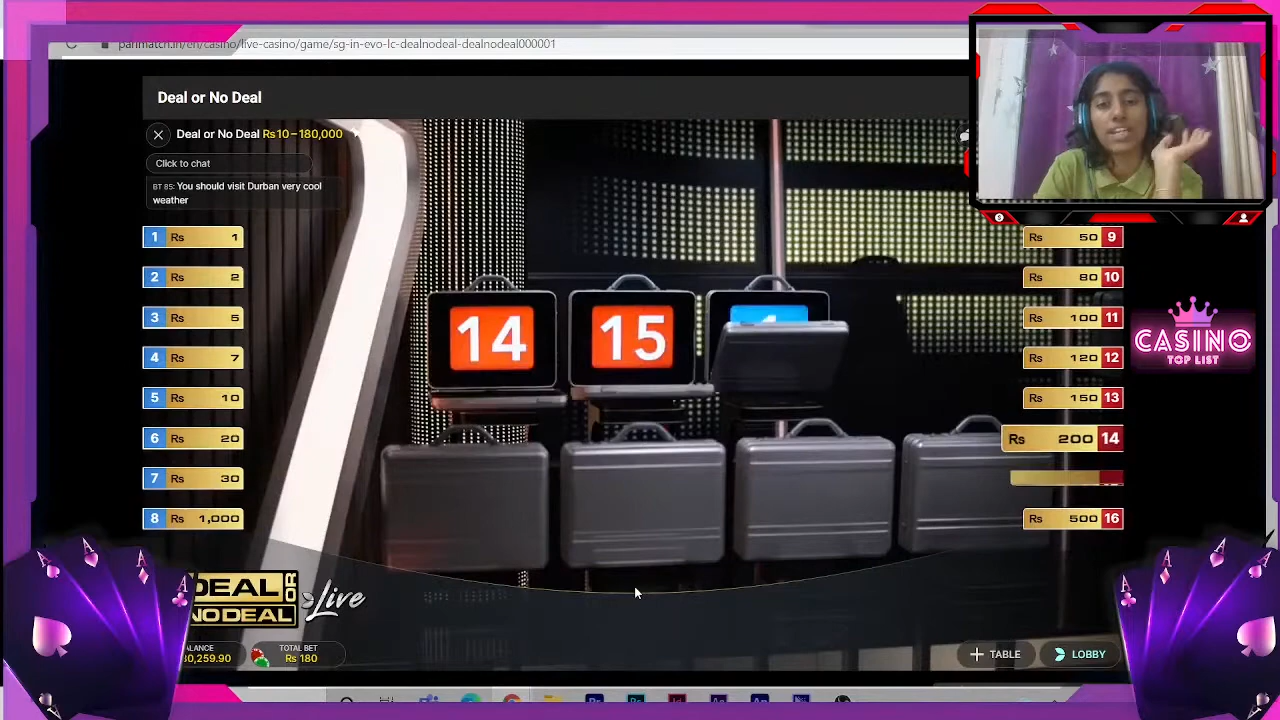 parimatch.in/en/casino/live-casino/game/sg-jh-evo-lc-dealnodeal-dealnodeal000001
Deal or No Deal
Deal or No Deal Rs10–180,000
Click to chat
BT 8S: You should visit Durban very cool
weather
1 Rs 1
2 Rs 2
3 Rs 5
4 Rs 7
5 Rs 10
6 Rs 20
7 Rs 30
8 Rs 1,000
14
15
Rs 50 9
Rs 80 10
Rs 100 11
Rs 120 12
Rs 150 13
Rs 200 14
Rs 500 16
CASINO
TOP LIST
DEAL OR
NO DEAL
Live
TOTAL BET
Rs 180
TABLE
LOBBY